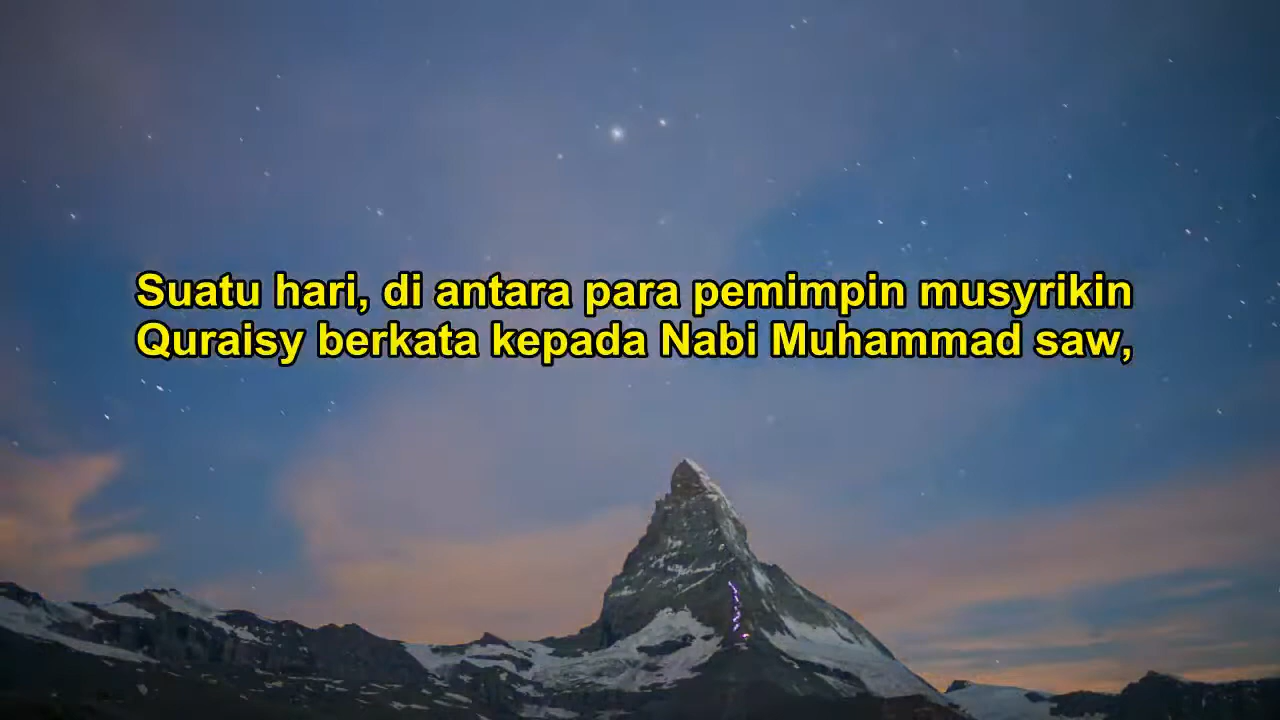 Suatu hari, di antara para pemimpin musyrikin
Quraisy berkata kepada Nabi Muhammad saw,